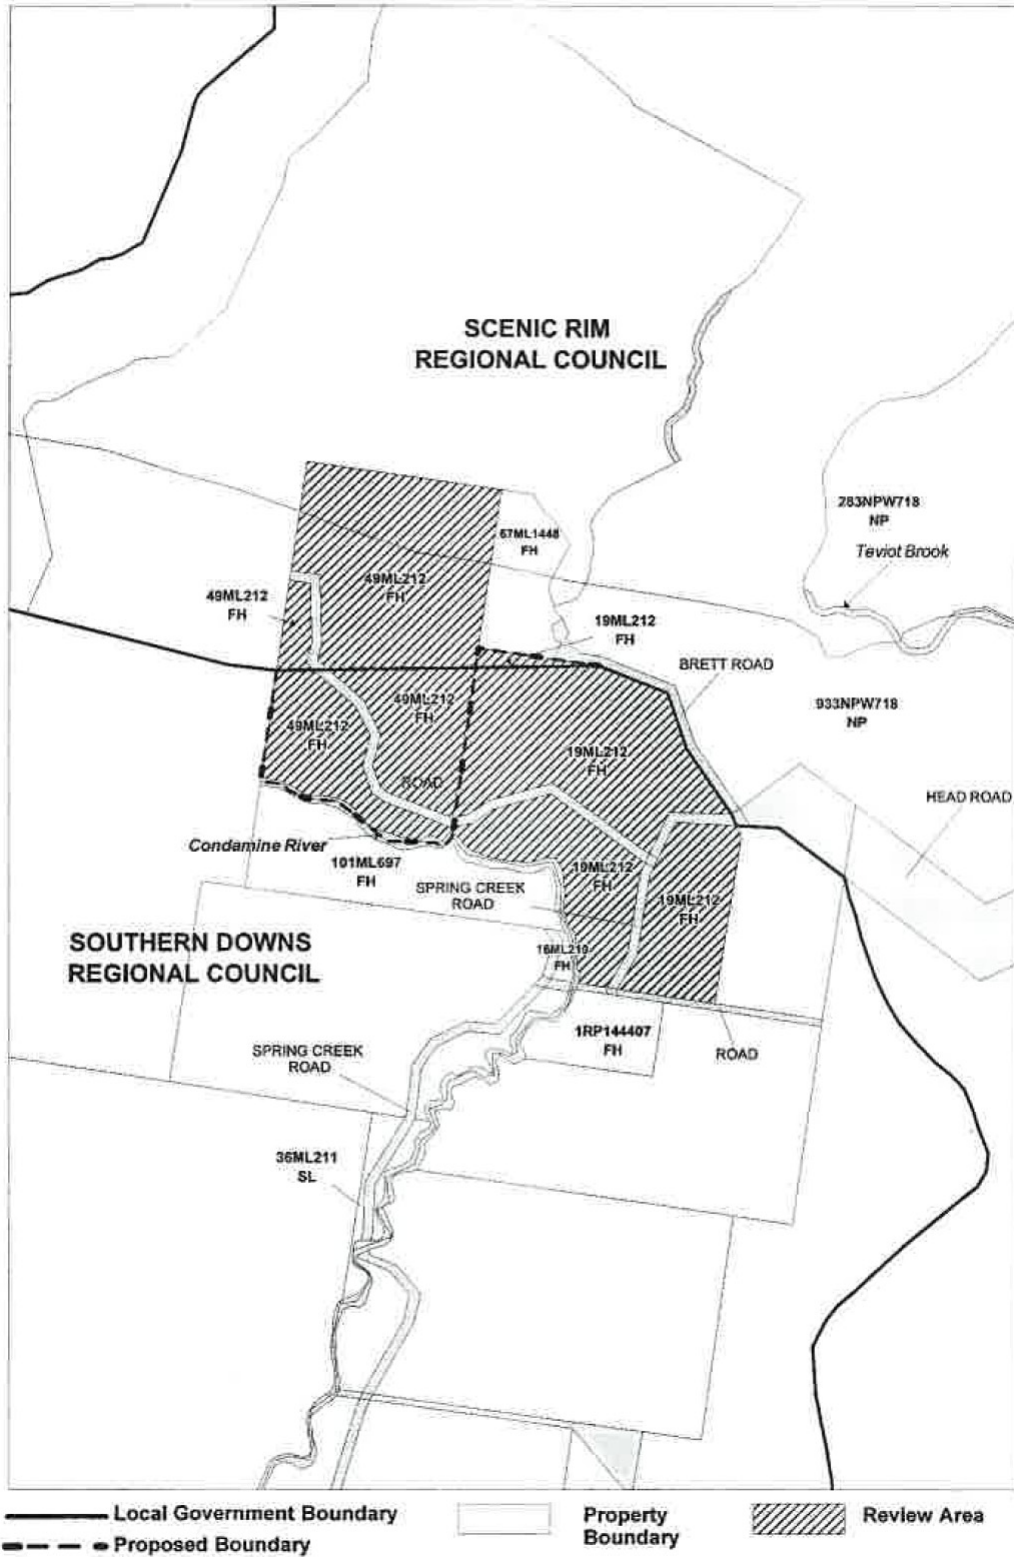 SCENIC RIM
REGIONAL COUNCIL
283NPW718
NP
Teviot Brook
67ML1448
FH
49ML212
FH
49ML212
FH
19ML212
FH
BRETT ROAD
933NPW718
NP
49ML212
FH
49ML212
FH
19ML212
FH
ROAD
HEAD ROAD
Condamine River
101ML697
FH
SPRING CREEK
ROAD
19ML212
FH
19ML212
FH
SOUTHERN DOWNS
REGIONAL COUNCIL
16ML210
FH
1RP144407
FH
ROAD
SPRING CREEK
ROAD
36ML211
SL
Local Government Boundary
Proposed Boundary
Property
Boundary
Review Area